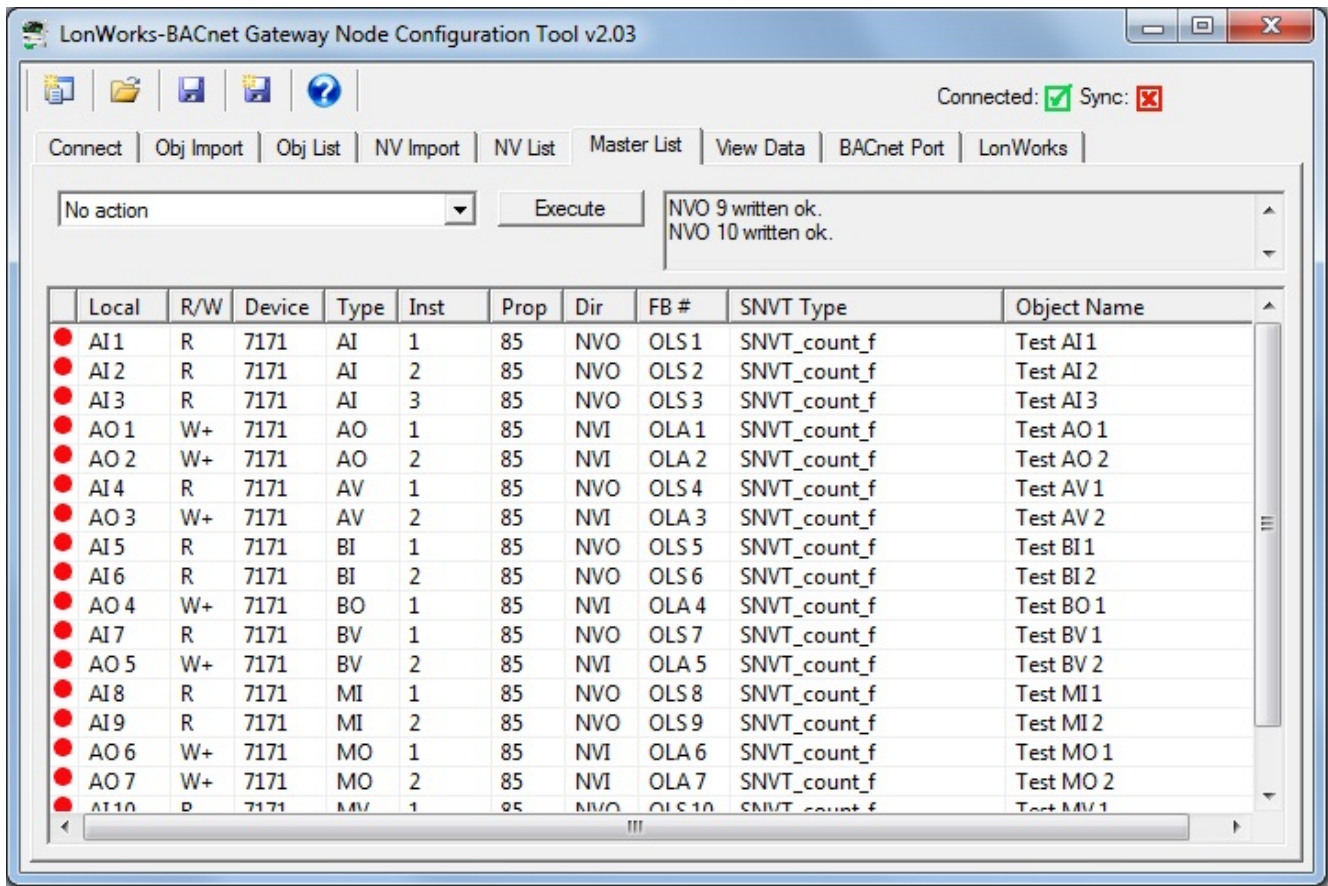 LonWorks-BACnet Gateway Node Configuration Tool v2.03
Connected: Sync:
Connect Obj Import Obj List NV Import NV List Master List View Data BACnet Port LonWorks
No action Execute NVO 9 written ok.
NVO 10 written ok.
Local R/W Device Type Inst Prop Dir FB # SNVT Type Object Name
AI 1 R 7171 AI 1 85 NVO OLS 1 SNVT_count_f Test AI 1
AI 2 R 7171 AI 2 85 NVO OLS 2 SNVT_count_f Test AI 2
AI 3 R 7171 AI 3 85 NVO OLS 3 SNVT_count_f Test AI 3
AO 1 W+ 7171 AO 1 85 NVI OLA 1 SNVT_count_f Test AO 1
AO 2 W+ 7171 AO 2 85 NVI OLA 2 SNVT_count_f Test AO 2
AI 4 R 7171 AV 1 85 NVO OLS 4 SNVT_count_f Test AV 1
AO 3 W+ 7171 AV 2 85 NVI OLA 3 SNVT_count_f Test AV 2
AI 5 R 7171 BI 1 85 NVO OLS 5 SNVT_count_f Test BI 1
AI 6 R 7171 BI 2 85 NVO OLS 6 SNVT_count_f Test BI 2
AO 4 W+ 7171 BO 1 85 NVI OLA 4 SNVT_count_f Test BO 1
AI 7 R 7171 BV 1 85 NVO OLS 7 SNVT_count_f Test BV 1
AO 5 W+ 7171 BV 2 85 NVI OLA 5 SNVT_count_f Test BV 2
AI 8 R 7171 MI 1 85 NVO OLS 8 SNVT_count_f Test MI 1
AI 9 R 7171 MI 2 85 NVO OLS 9 SNVT_count_f Test MI 2
AO 6 W+ 7171 MO 1 85 NVI OLA 6 SNVT_count_f Test MO 1
AO 7 W+ 7171 MO 2 85 NVI OLA 7 SNVT_count_f Test MO 2
AI 10 R 7171 MV 1 85 NVO OLS 10 SNVT_count_f Test MV 1